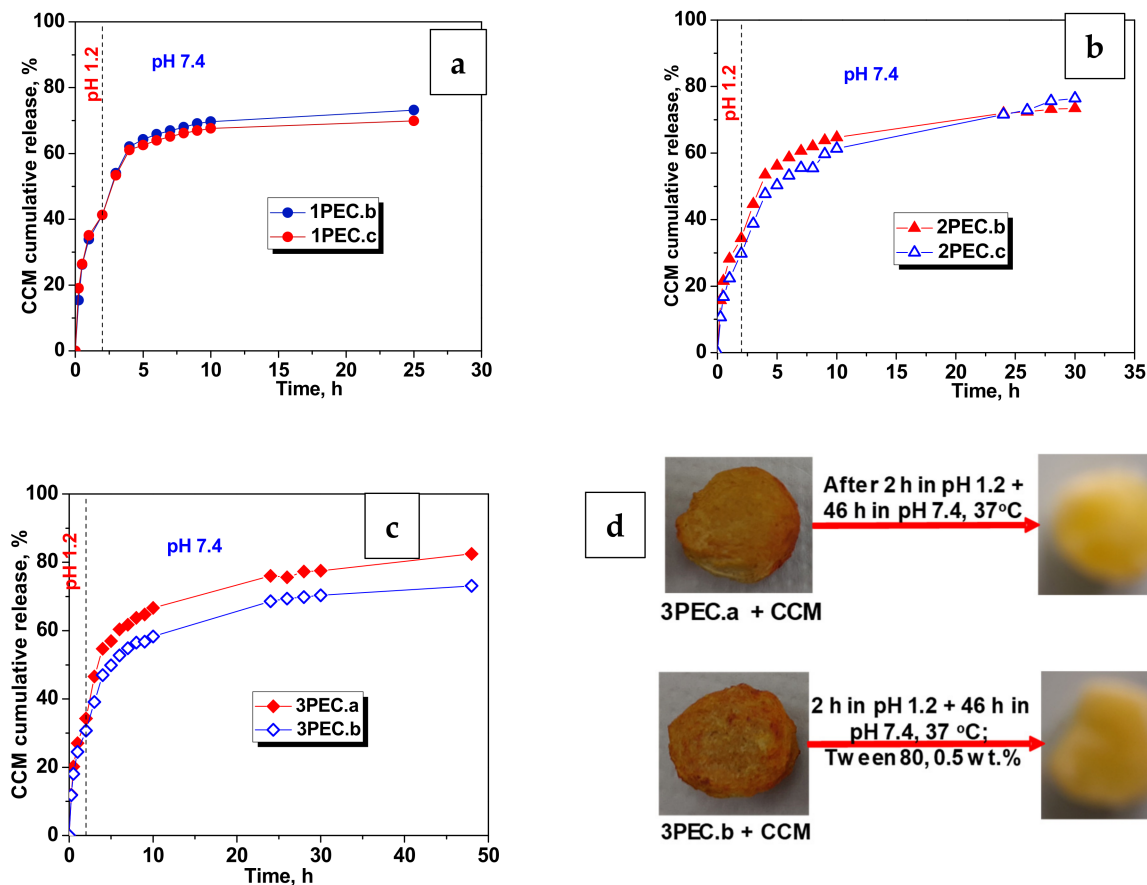 a
pH 1.2
pH 7.4
CCM cumulative release, %
100
80
60
40
20
0
1PEC.b
1PEC.c
0 5 10 15 20 25 30
Time, h
b
pH 1.2
pH 7.4
CCM cumulative release, %
100
80
60
40
20
0
2PEC.b
2PEC.c
0 5 10 15 20 25 30 35
Time, h
c
pH 1.2
pH 7.4
CCM cumulative release, %
100
80
60
40
20
0
3PEC.a
3PEC.b
0 10 20 30 40 50
Time, h
d
After 2 h in pH 1.2 +
46 h in pH 7.4, 37°C
3PEC.a + CCM
2 h in pH 1.2 + 46 h in
pH 7.4, 37 °C;
Tween 80, 0.5 wt.%
3PEC.b + CCM